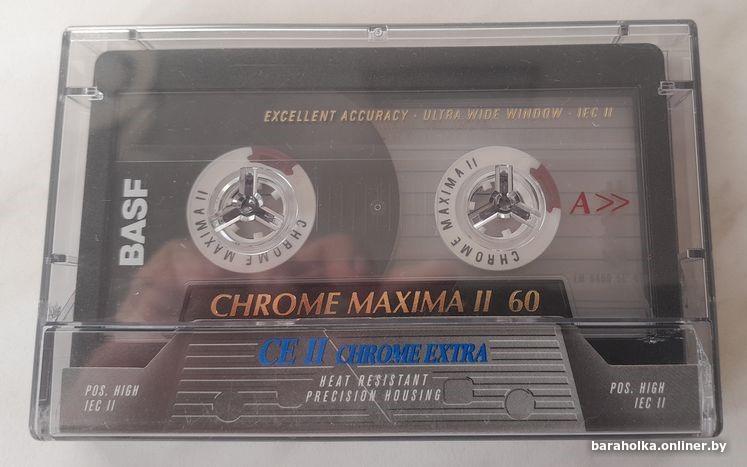 EXCELLENT ACCURACY · ULTRA WIDE WINDOW · IEC II
BASF
CHROME MAXIMA II
CHROME MAXIMA II
A>>
CHROME MAXIMA II 60
CE II CHROME EXTRA
HEAT RESISTANT
PRECISION HOUSING
POS. HIGH
IEC II
POS. HIGH
IEC II
baraholka.onliner.by